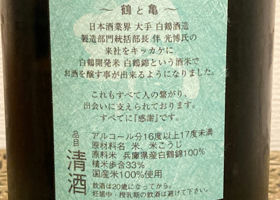 ~鶴と亀~
日本酒業界 大手 白鶴酒造
製造部門統括部長 伴 光博氏の
来社をキッカケに
白鶴開発米 白鶴錦という酒米で
お酒を醸す事が出来るようになりました。
これもすべて人の繋がり、
出会いに交えられております。
すべてに『感謝』です。
品目
清酒
アルコール分16度以上17度未満
原材料名 米、米こうじ
原料米 兵庫県産白鶴錦100%
精米歩合33%
国産米100%使用
飲酒は20歳になってから。
妊娠中・授乳期の飲酒は避けて下さい。